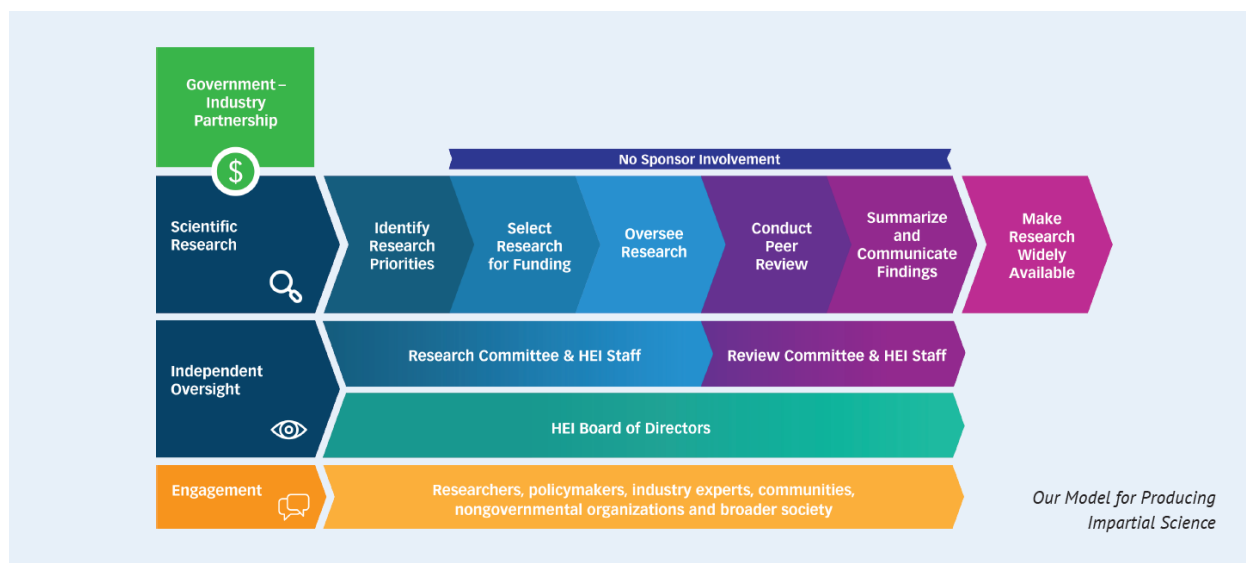 Government–
Industry
Partnership
$
No Sponsor Involvement
Scientific
Research
Identify
Research
Priorities
Select
Research
for Funding
Oversee
Research
Conduct
Peer
Review
Summarize
and
Communicate
Findings
Make
Research
Widely
Available
Independent
Oversight
Research Committee & HEI Staff
Review Committee & HEI Staff
HEI Board of Directors
Engagement
Researchers, policymakers, industry experts, communities,
nongovernmental organizations and broader society
Our Model for Producing
Impartial Science